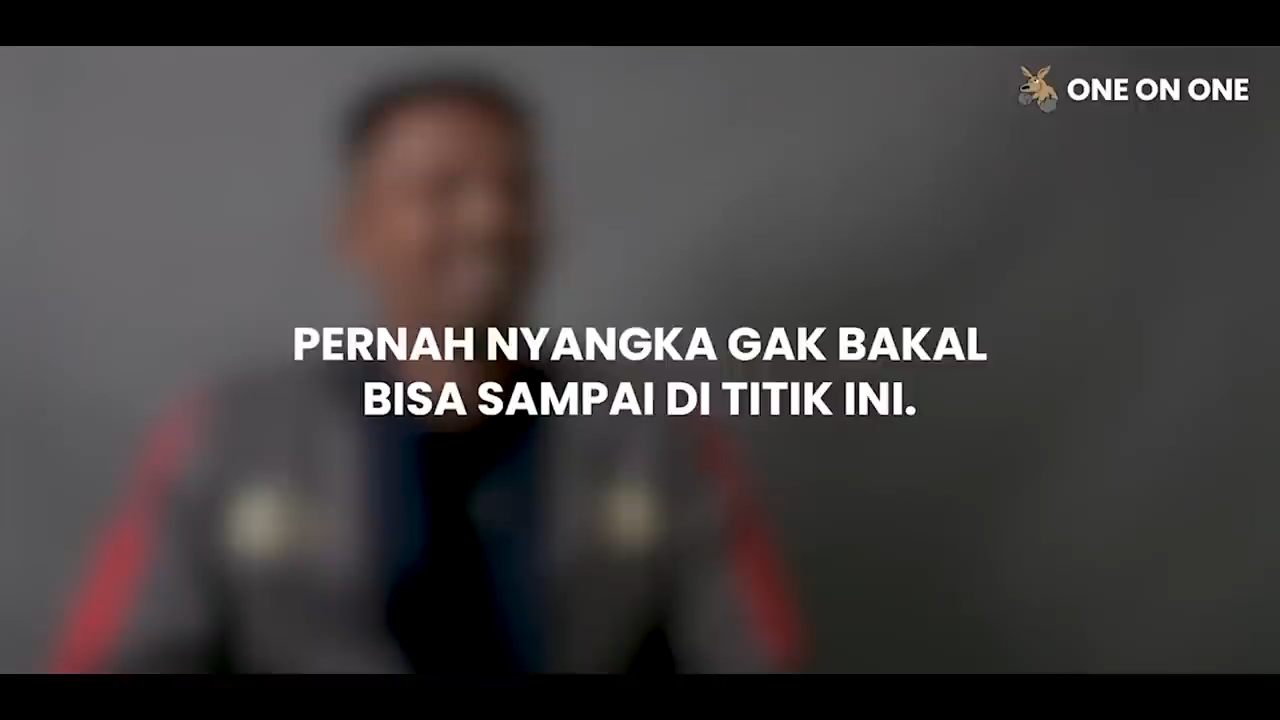 ONE ON ONE
PERNAH NYANGKA GAK BAKAL
BISA SAMPAI DI TITIK INI.